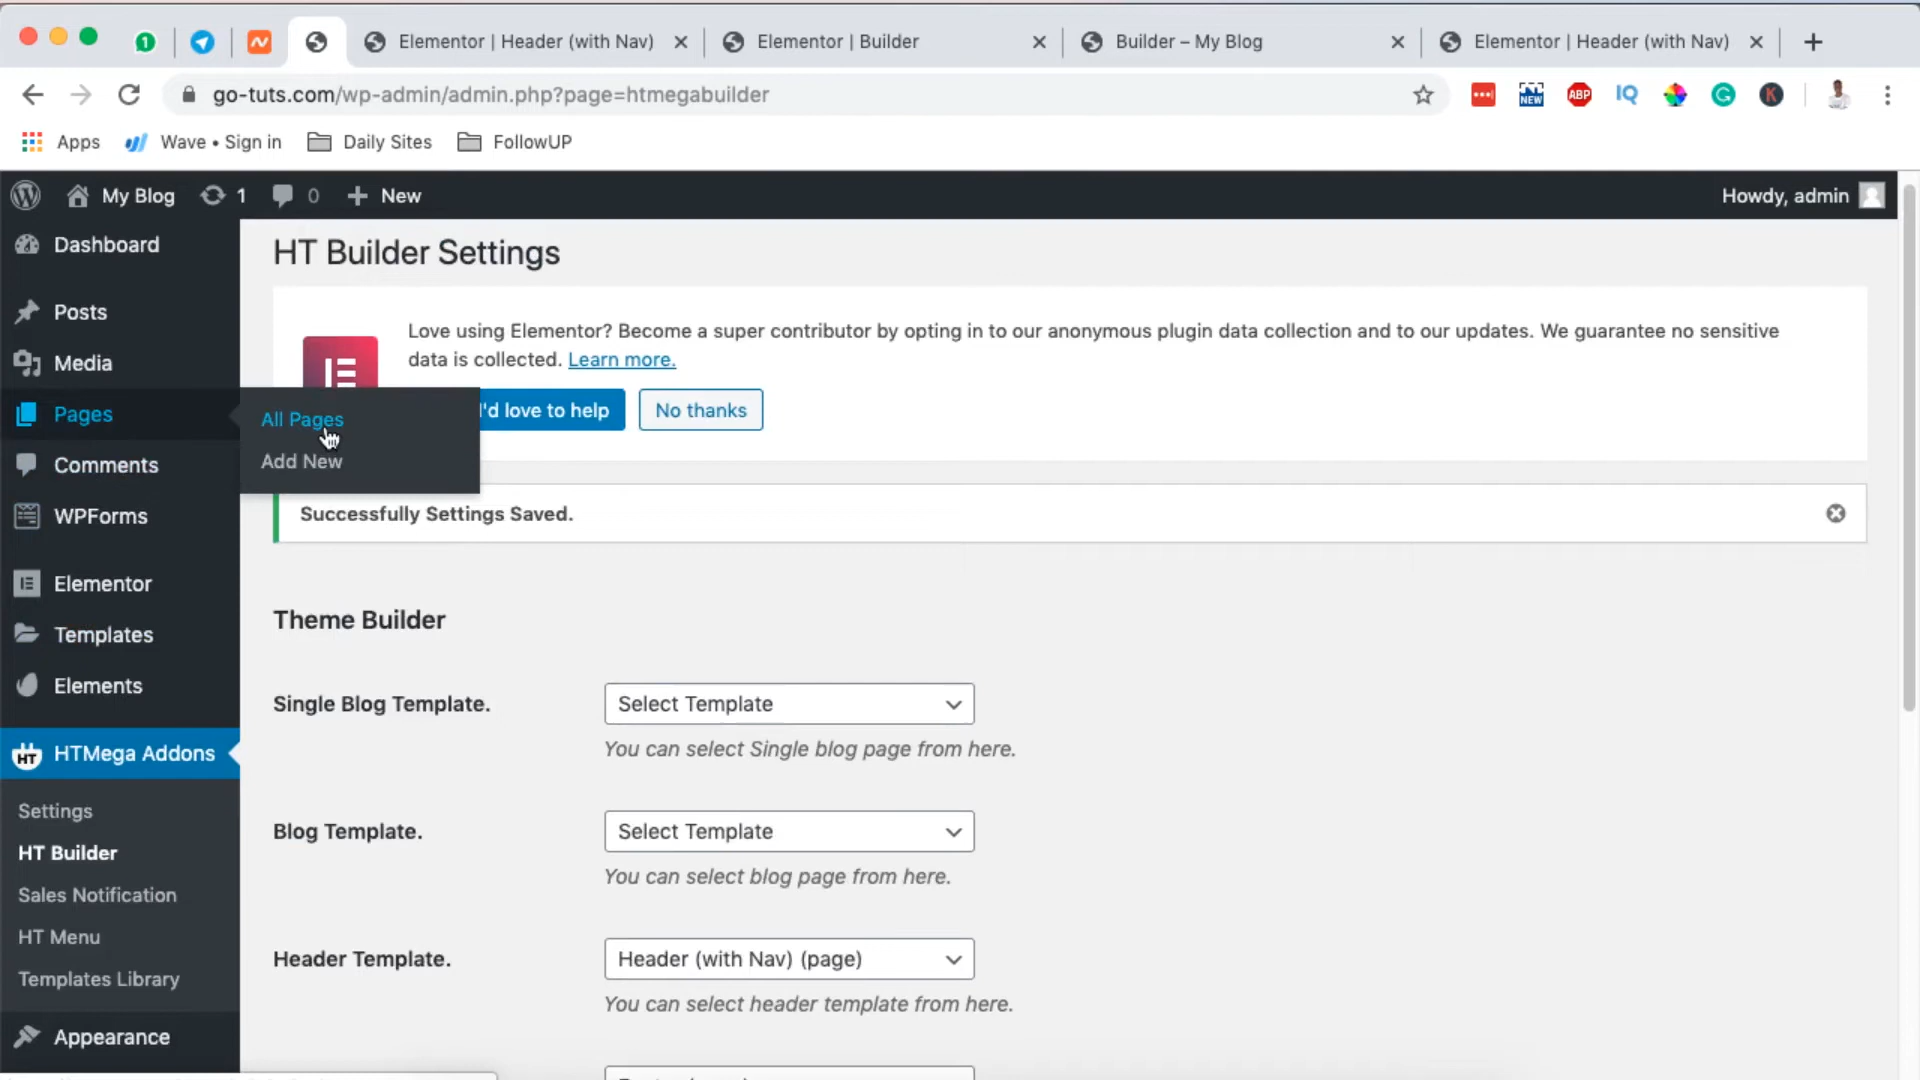 1
Elementor | Header (with Nav)
Elementor | Builder
Builder – My Blog
Elementor | Header (with Nav)
go-tuts.com/wp-admin/admin.php?page=htmegabuilder
NEW
ABP
IQ
G
K
Apps
Wave • Sign in
Daily Sites
FollowUP
My Blog
1
0
New
Howdy, admin
Dashboard
Posts
Media
Pages
All Pages
Add New
Comments
WPForms
Elementor
Templates
Elements
HT
HTMega Addons
Settings
HT Builder
Sales Notification
HT Menu
Templates Library
Appearance
HT Builder Settings
Love using Elementor? Become a super contributor by opting in to our anonymous plugin data collection and to our updates. We guarantee no sensitive
data is collected. Learn more.
I'd love to help
No thanks
Successfully Settings Saved.
Theme Builder
Single Blog Template.
Select Template
You can select Single blog page from here.
Blog Template.
Select Template
You can select blog page from here.
Header Template.
Header (with Nav) (page)
You can select header template from here.